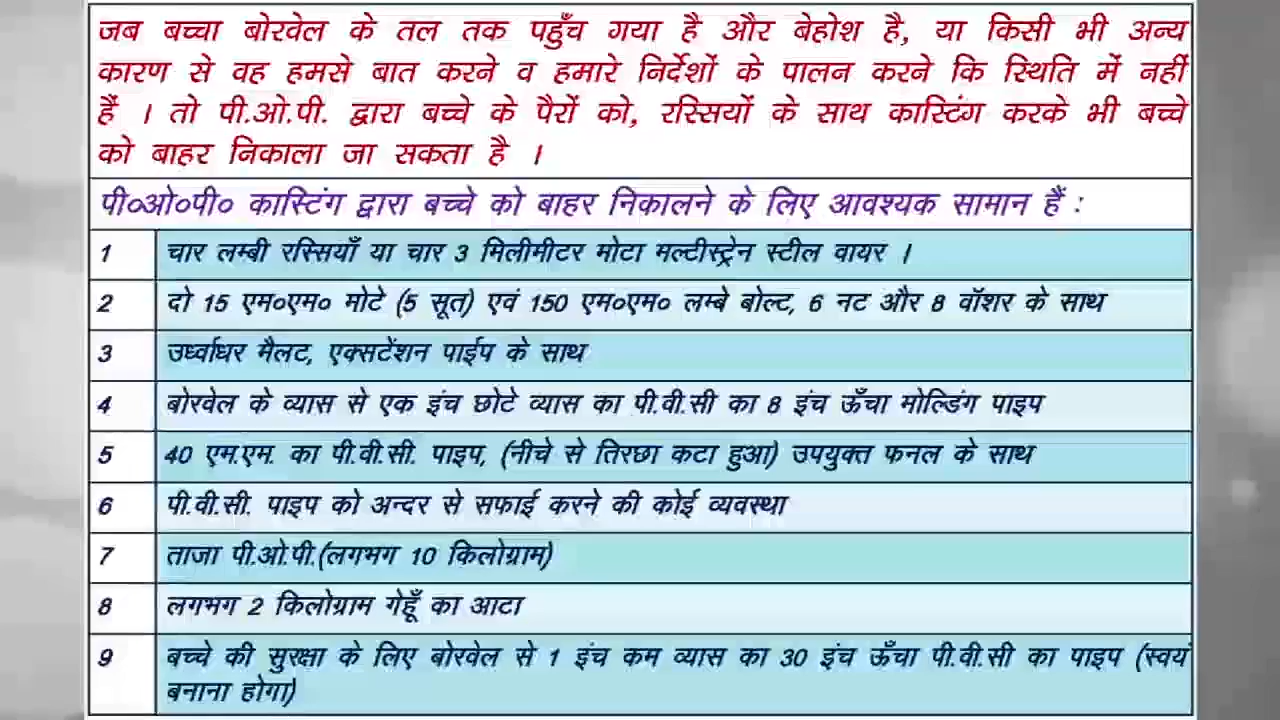 जब बच्चा बोरवेल के तल तक पहुँच गया है और बेहोश है, या किसी भी अन्य
कारण से वह हमसे बात करने व हमारे निर्देशों के पालन करने कि स्थिति में नहीं
हैं । तो पी.ओ.पी. द्वारा बच्चे के पैरों को, रस्सियों के साथ कास्टिंग करके भी बच्चे
को बाहर निकाला जा सकता है ।
पी०ओ०पी० कास्टिंग द्वारा बच्चे को बाहर निकालने के लिए आवश्यक सामान हैं :
1 चार लम्बी रस्सियाँ या चार 3 मिलीमीटर मोटा मल्टीस्ट्रेन स्टील वायर ।
2 दो 15 एम०एम० मोटे (5 सूत) एवं 150 एम०एम० लम्बे बोल्ट, 6 नट और 8 वॉशर के साथ
3 उर्ध्वाधर मैलट, एक्सटेंशन पाईप के साथ
4 बोरवेल के व्यास से एक इंच छोटे व्यास का पी.वी.सी का 8 इंच ऊँचा मोल्डिंग पाइप
5 40 एम.एम. का पी.वी.सी. पाइप, (नीचे से तिरछा कटा हुआ) उपयुक्त फनल के साथ
6 पी.वी.सी. पाइप को अन्दर से सफाई करने की कोई व्यवस्था
7 ताजा पी.ओ.पी.(लगभग 10 किलोग्राम)
8 लगभग 2 किलोग्राम गेहूँ का आटा
9 बच्चे की सुरक्षा के लिए बोरवेल से 1 इंच कम व्यास का 30 इंच ऊँचा पी.वी.सी का पाइप (स्वयं
बनाना होगा)